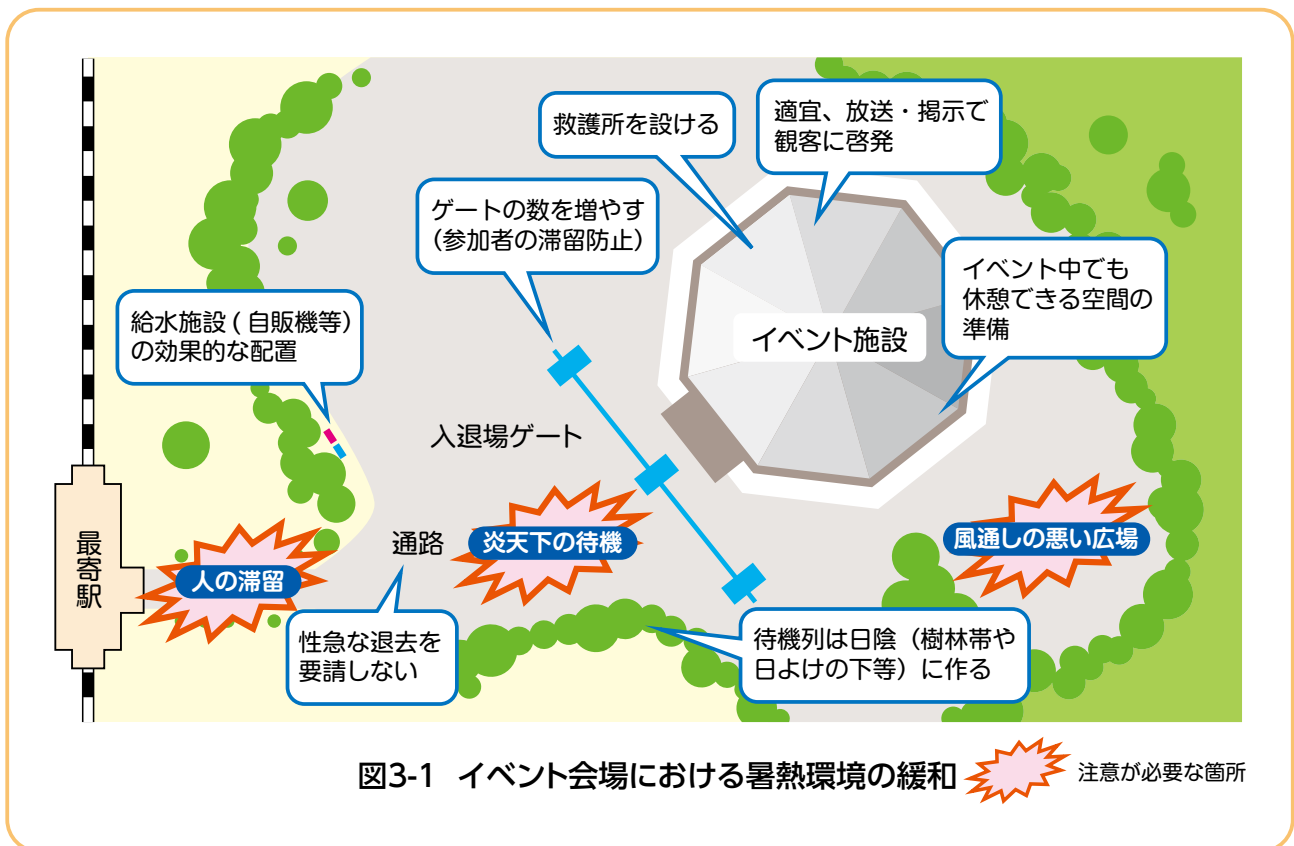 救護所を設ける
適宜、放送・掲示で
観客に啓発
ゲートの数を増やす
（参加者の滞留防止）
イベント中でも
休憩できる空間の
準備
給水施設 ( 自販機等)
の効果的な配置
イベント施設
入退場ゲート
最寄駅
人の滞留
通路
炎天下の待機
風通しの悪い広場
性急な退去を
要請しない
待機列は日陰（樹林帯や
日よけの下等）に作る
図3-1 イベント会場における暑熱環境の緩和
注意が必要な箇所